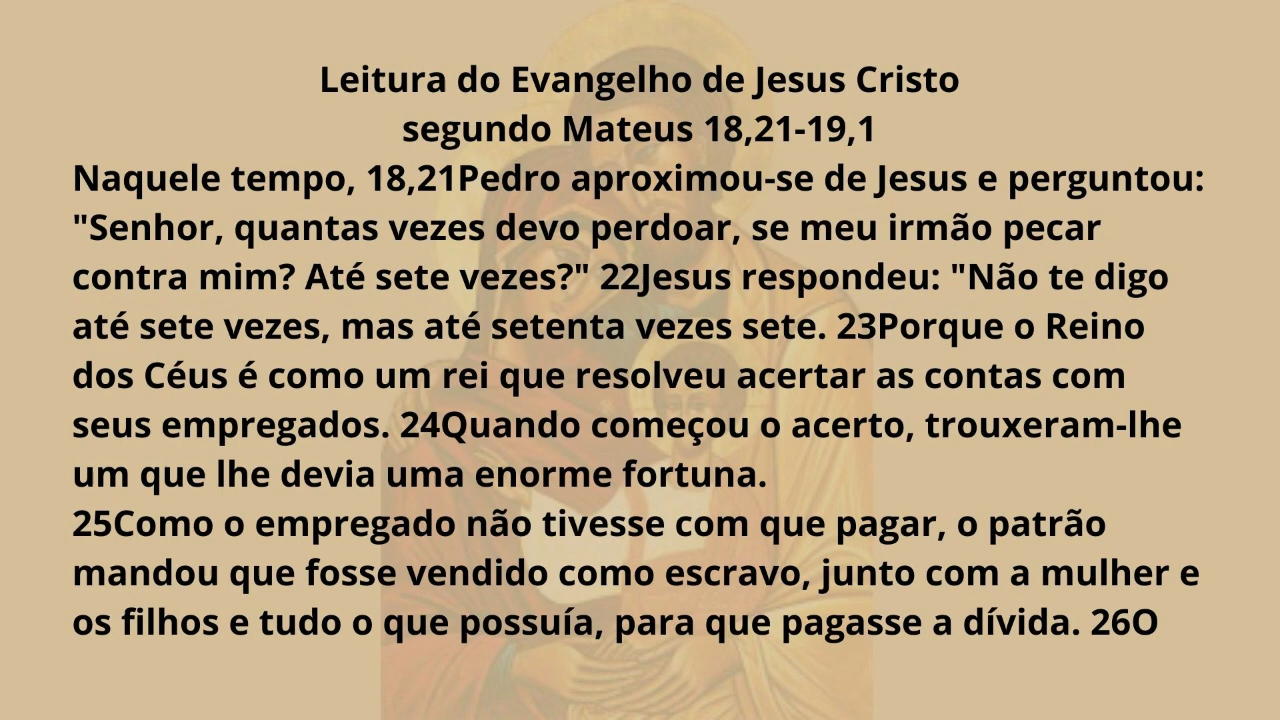 Leitura do Evangelho de Jesus Cristo
segundo Mateus 18,21-19,1
Naquele tempo, 18,21Pedro aproximou-se de Jesus e perguntou:
"Senhor, quantas vezes devo perdoar, se meu irmão pecar
contra mim? Até sete vezes?" 22Jesus respondeu: "Não te digo
até sete vezes, mas até setenta vezes sete. 23Porque o Reino
dos Céus é como um rei que resolveu acertar as contas com
seus empregados. 24Quando começou o acerto, trouxeram-lhe
um que lhe devia uma enorme fortuna.
25Como o empregado não tivesse com que pagar, o patrão
mandou que fosse vendido como escravo, junto com a mulher e
os filhos e tudo o que possuía, para que pagasse a dívida. 26O